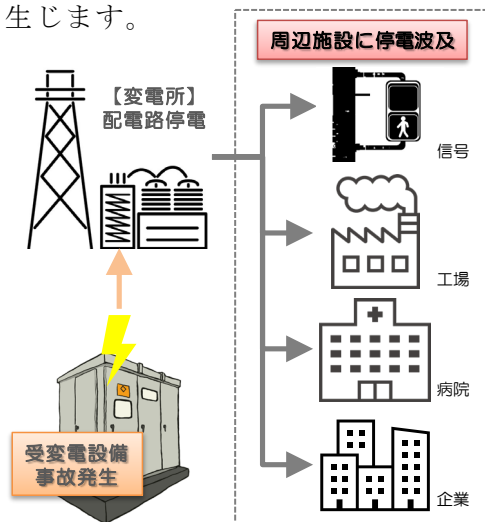 生じます。
周辺施設に停電波及
【変電所】
配電路停電
信号
工場
病院
企業
受変電設備
事故発生